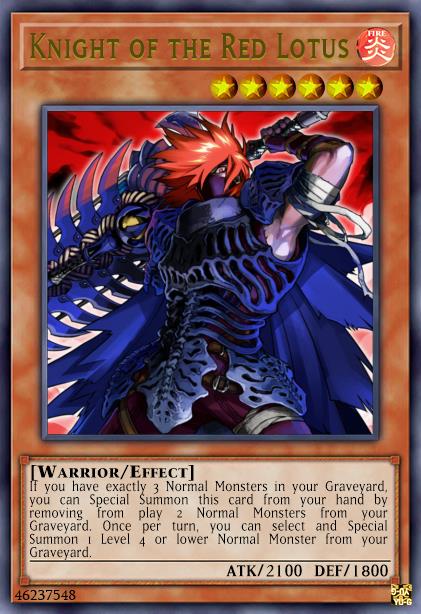 Knight of the Red Lotus
FIRE
炎
[Warrior/Effect]
If you have exactly 3 Normal Monsters in your Graveyard,
you can Special Summon this card from your hand by
removing from play 2 Normal Monsters from your
Graveyard. Once per turn, you can select and Special
Summon 1 Level 4 or lower Normal Monster from your
Graveyard.
ATK/2100 DEF/1800
46237548